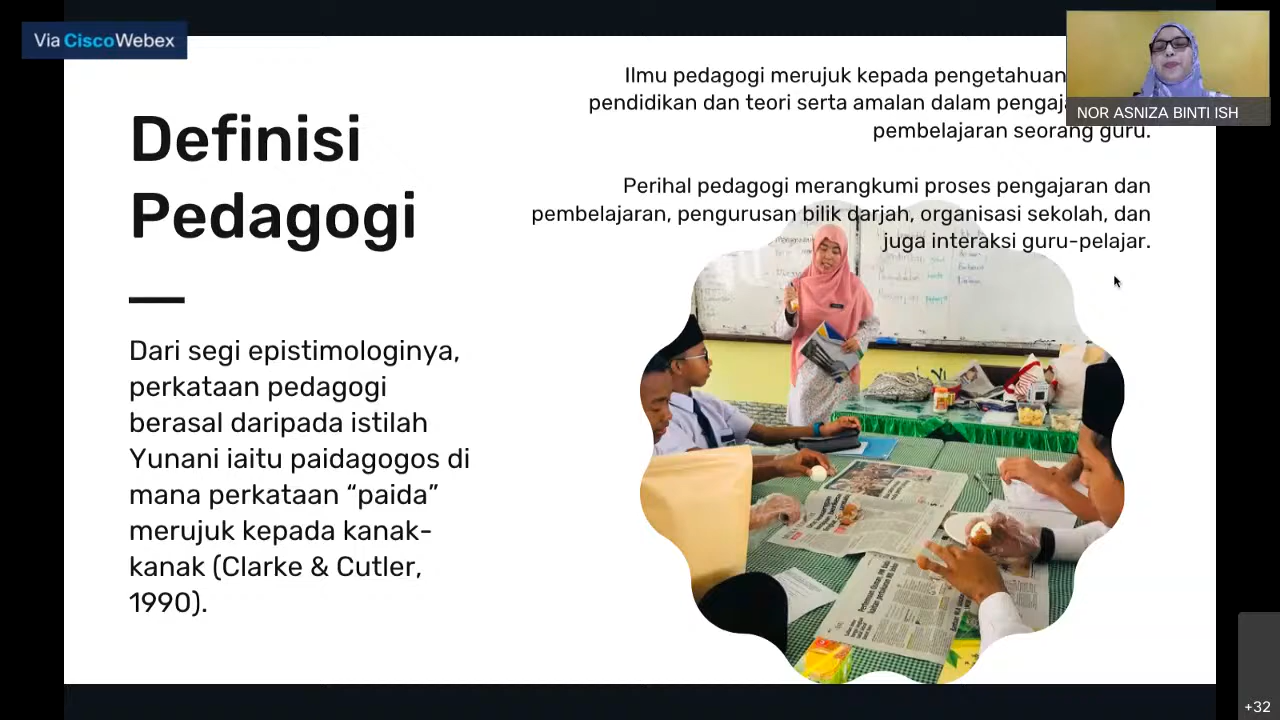 Via Cisco Webex
Definisi
Pedagogi
Dari segi epistimologinya,
perkataan pedagogi
berasal daripada istilah
Yunani iaitu paidagogos di
mana perkataan “paida”
merujuk kepada kanak-
kanak (Clarke & Cutler,
1990).
Ilmu pedagogi merujuk kepada pengetahuan
pendidikan dan teori serta amalan dalam
pembelajaran seorang guru.
Perihal pedagogi merangkumi proses pengajaran dan
pembelajaran, pengurusan bilik darjah, organisasi sekolah, dan
juga interaksi guru-pelajar.
NOR ASNIZA BINTI ISH
+32